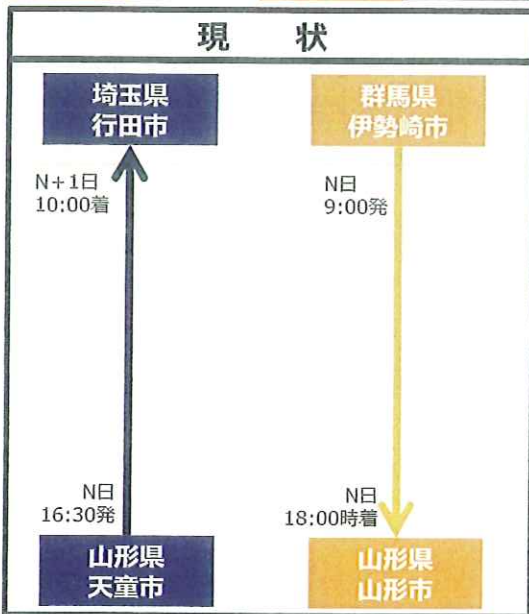 現 状
埼玉県
行田市
群馬県
伊勢崎市
N+1日
10:00着
N日
9:00発
N日
16:30発
N日
18:00時着
山形県
天童市
山形県
山形市